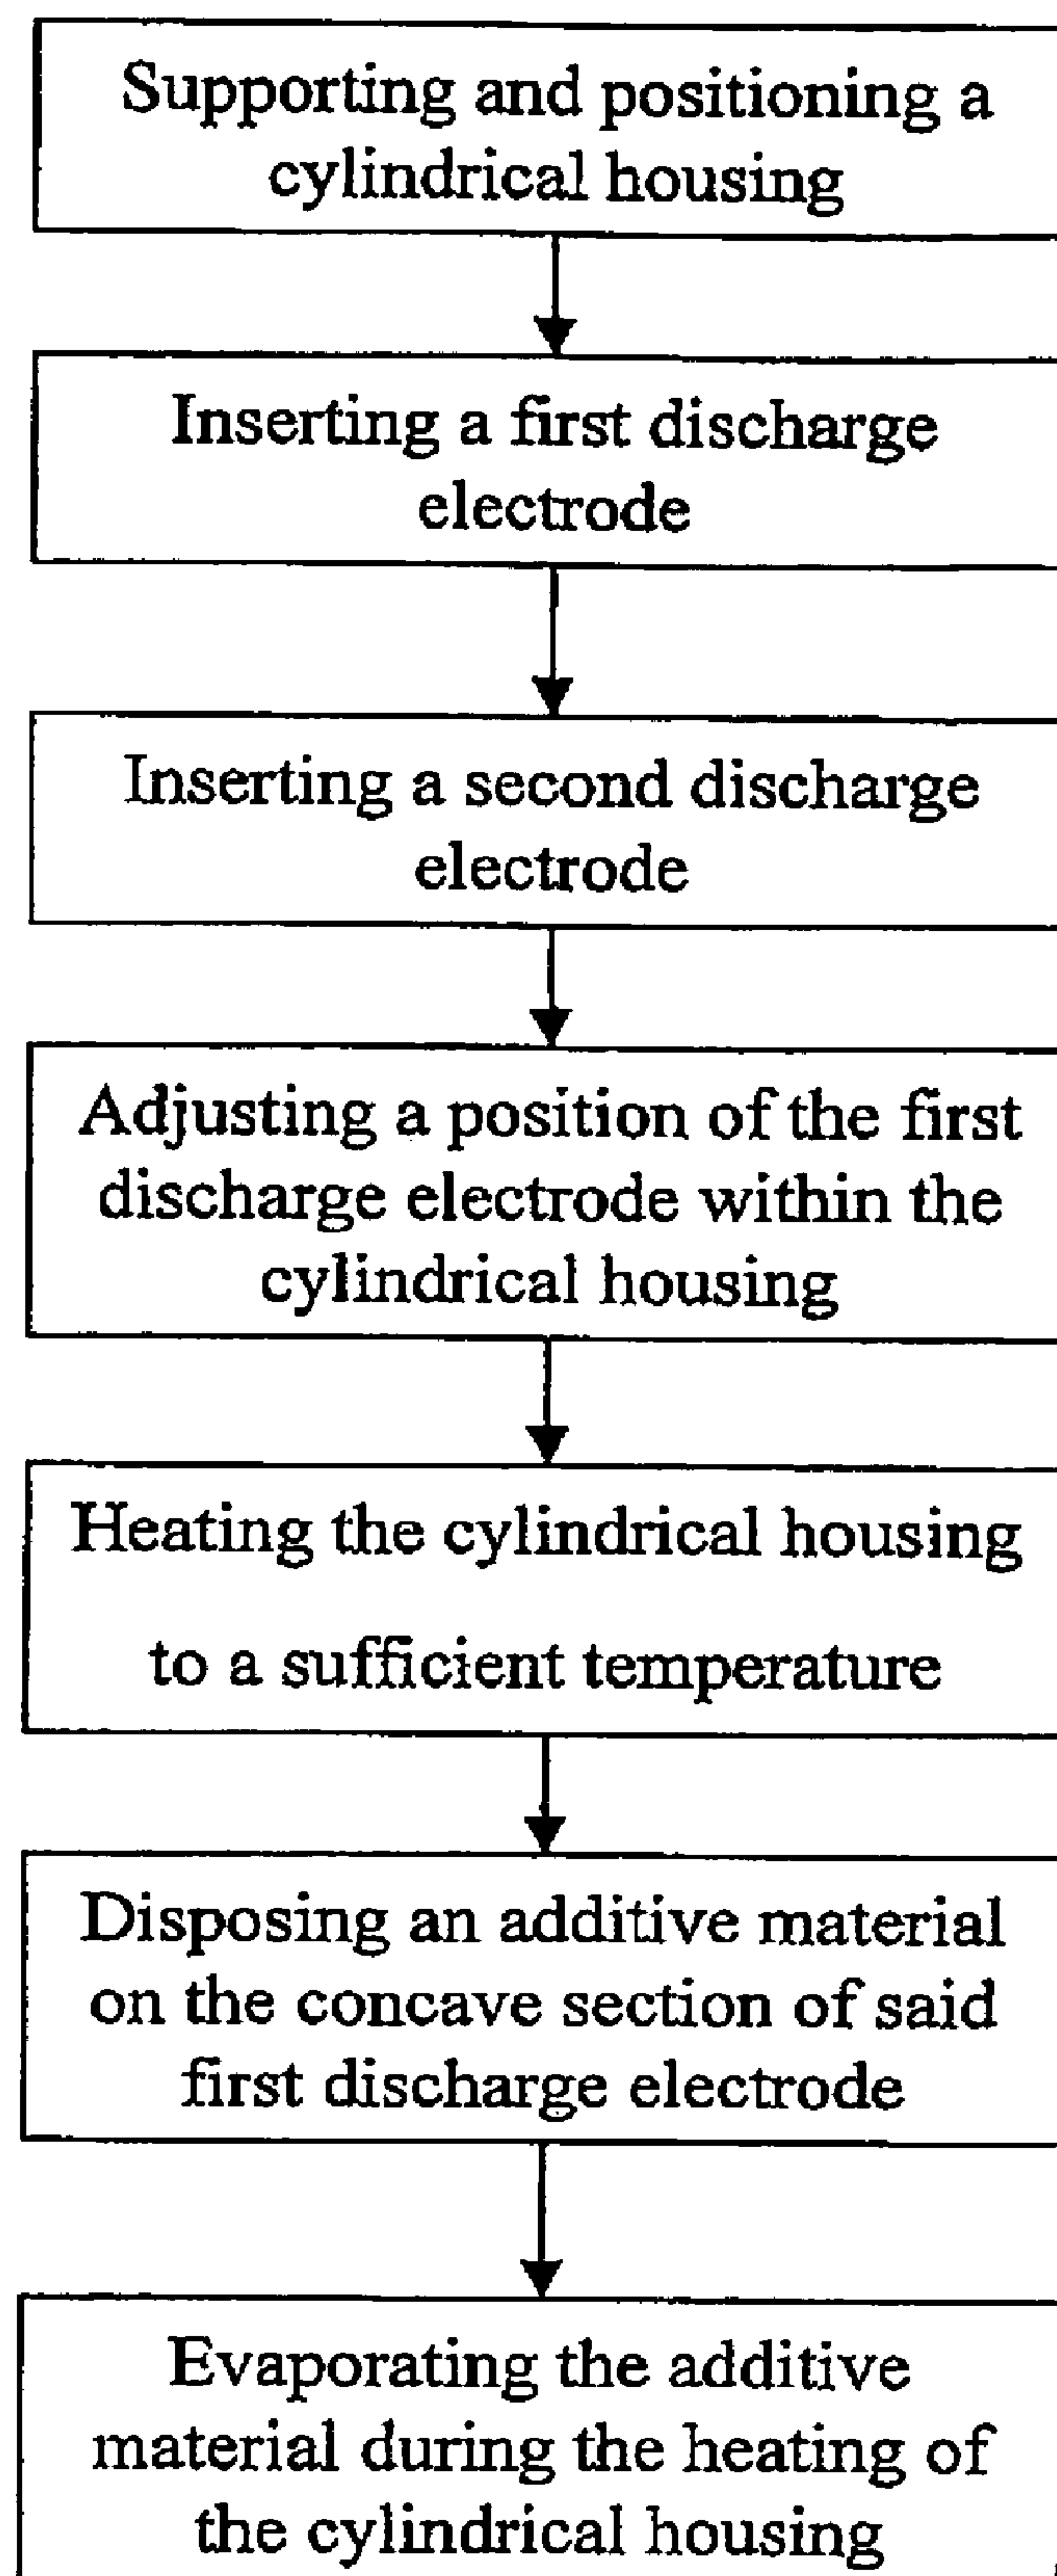 Supporting and positioning a
cylindrical housing
Inserting a first discharge
electrode
Inserting a second discharge
electrode
Adjusting a position of the first
discharge electrode within the
cylindrical housing
Heating the cylindrical housing
to a sufficient temperature
Disposing an additive material
on the concave section of said
first discharge electrode
Evaporating the additive
material during the heating of
the cylindrical housing